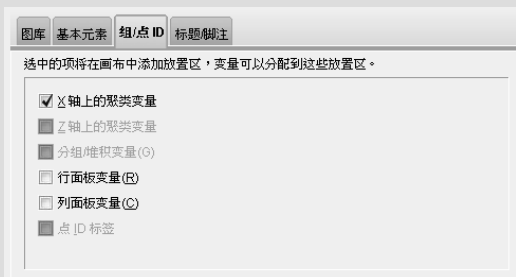 图库 基本元素 组/点 ID 标题/脚注
选中的项将在画布中添加放置区，变量可以分配到这些放置区。
X 轴上的聚类变量
Z 轴上的聚类变量
分组/堆积变量(G)
行面板变量(R)
列面板变量(C)
点 ID 标签